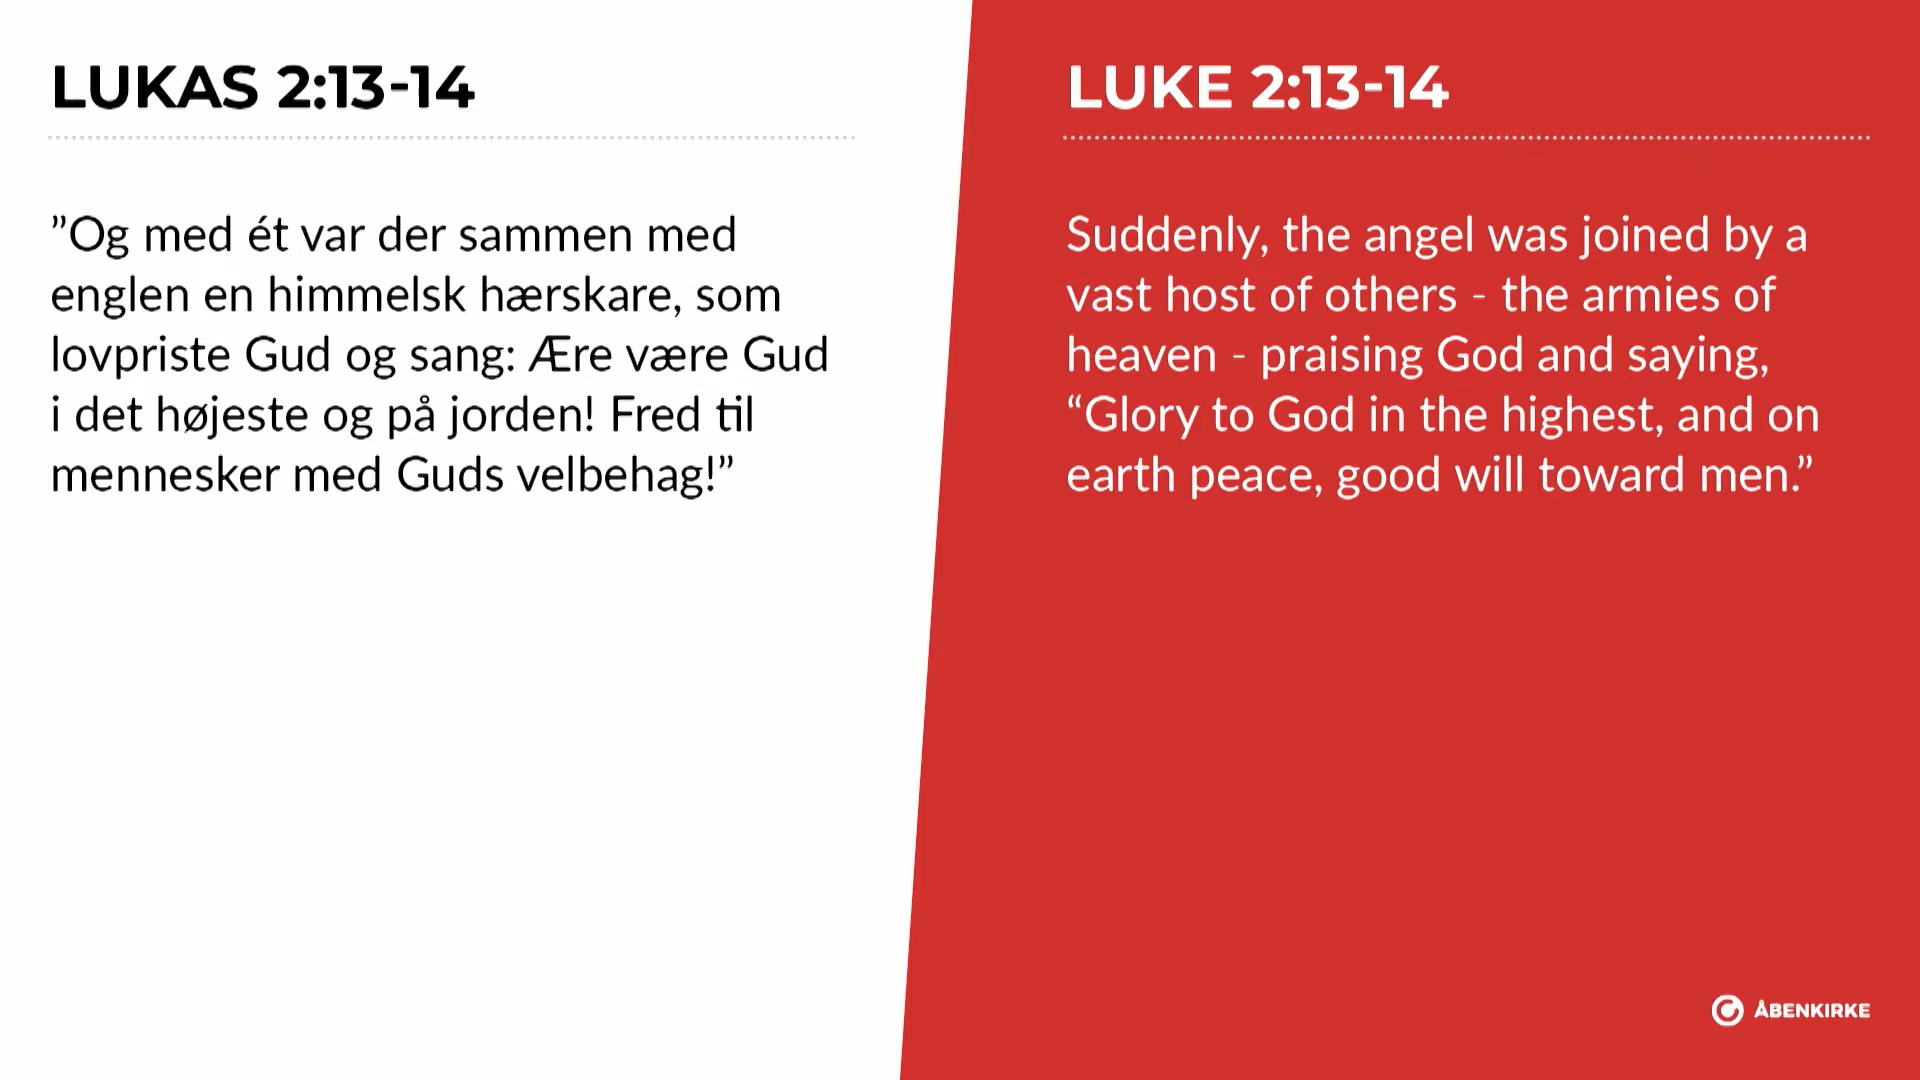 LUKAS 2:13-14
”Og med ét var der sammen med
englen en himmelsk hærskare, som
lovpriste Gud og sang: Ære være Gud
i det højeste og på jorden! Fred til
mennesker med Guds velbehag!”
LUKE 2:13-14
Suddenly, the angel was joined by a
vast host of others - the armies of
heaven - praising God and saying,
“Glory to God in the highest, and on
earth peace, good will toward men.”
ÅBENKIRKE